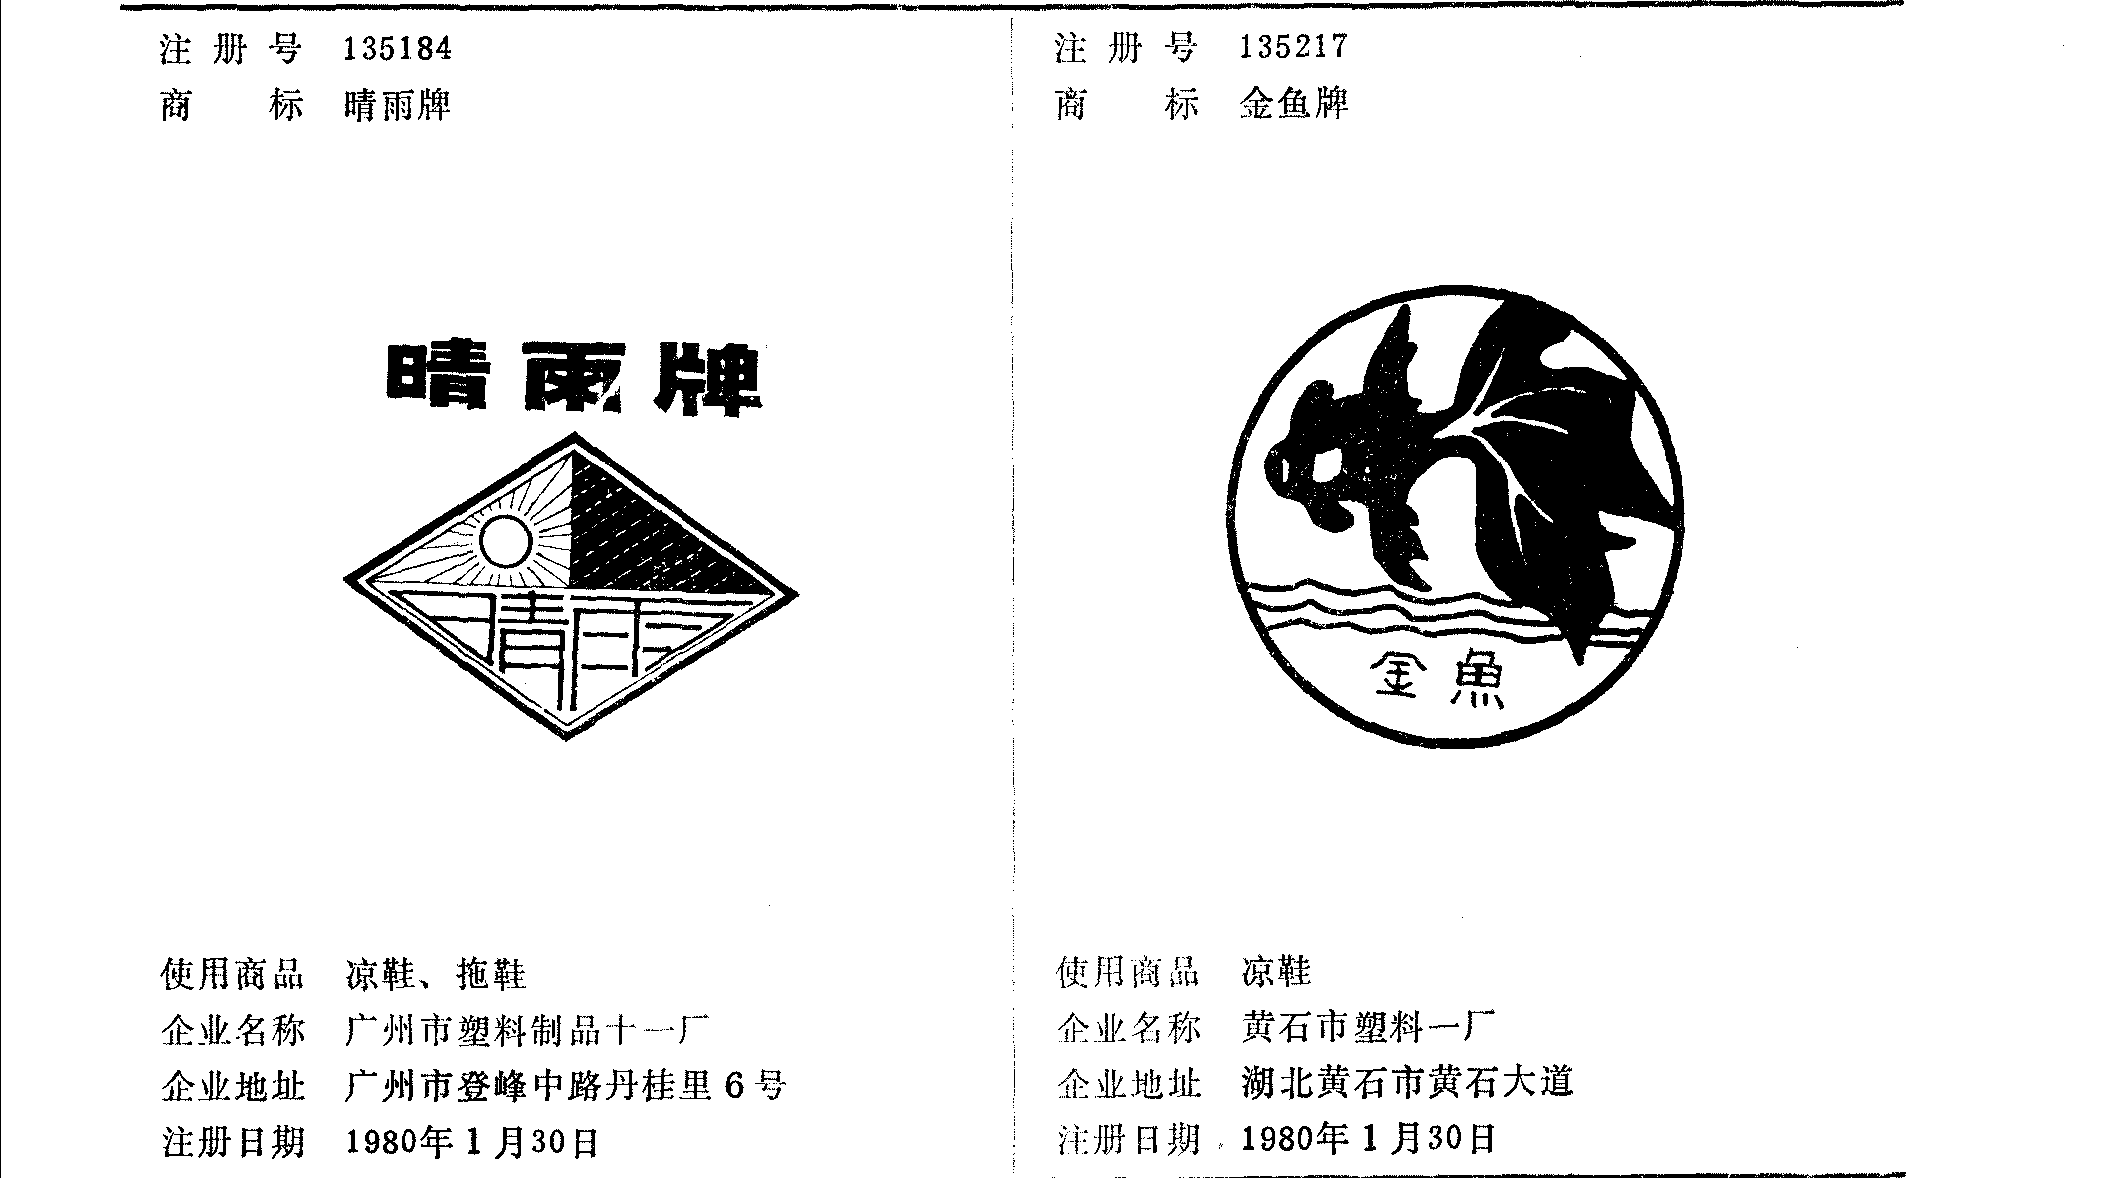 注册号 135184
商标 晴雨牌
晴雨牌
使用商品 凉鞋、拖鞋
企业名称 广州市塑料制品十一厂
企业地址 广州市登峰中路丹桂里6号
注册日期 1980年1月30日
注册号 135217
商标 金鱼牌
金魚
使用商品 凉鞋
企业名称 黄石市塑料一厂
企业地址 湖北黄石市黄石大道
注册日期 1980年1月30日